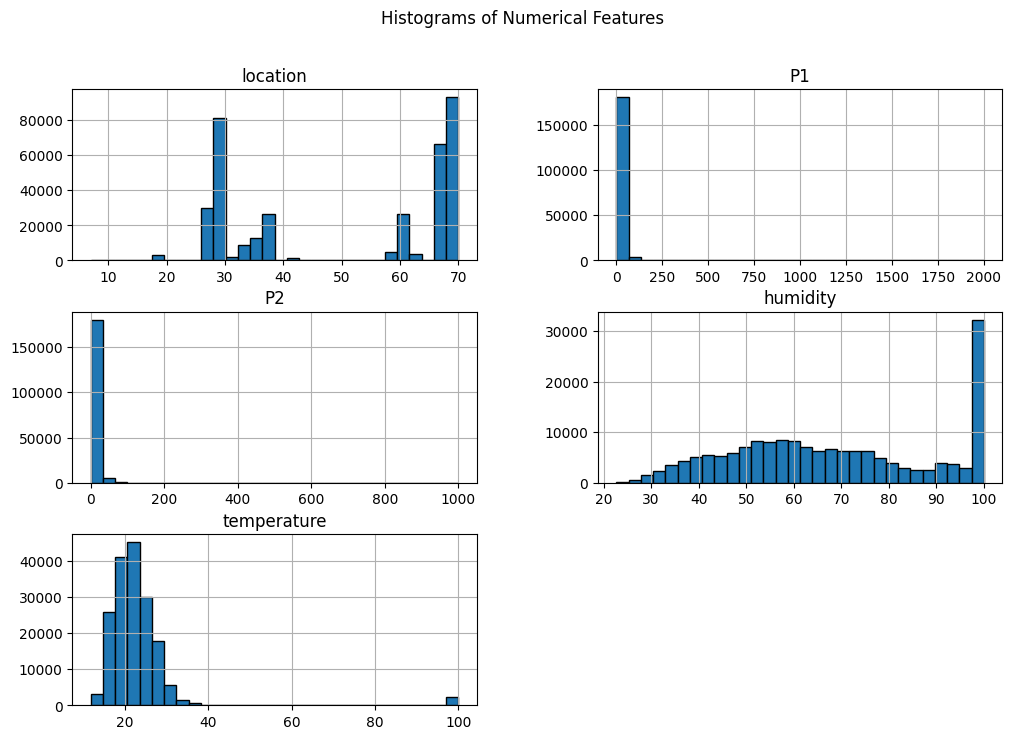 Histograms of Numerical Features
location
80000
60000
40000
20000
0
10 20 30 40 50 60 70
P1
150000
100000
50000
0
0 250 500 750 1000 1250 1500 1750 2000
P2
150000
100000
50000
0
0 200 400 600 800 1000
humidity
30000
20000
10000
0
20 30 40 50 60 70 80 90 100
temperature
40000
30000
20000
10000
0
20 40 60 80 100